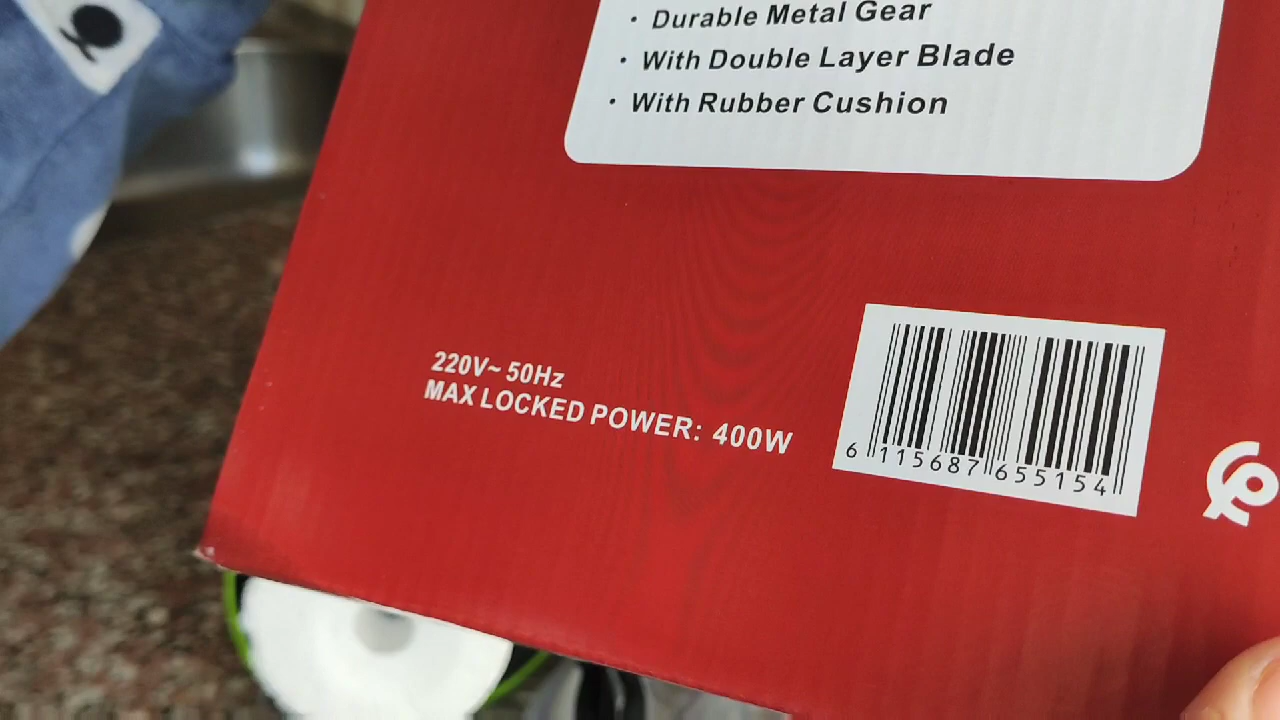 • Durable Metal Gear
• With Double Layer Blade
• With Rubber Cushion
220V~ 50Hz
MAX LOCKED POWER: 400W
6 115687 655154